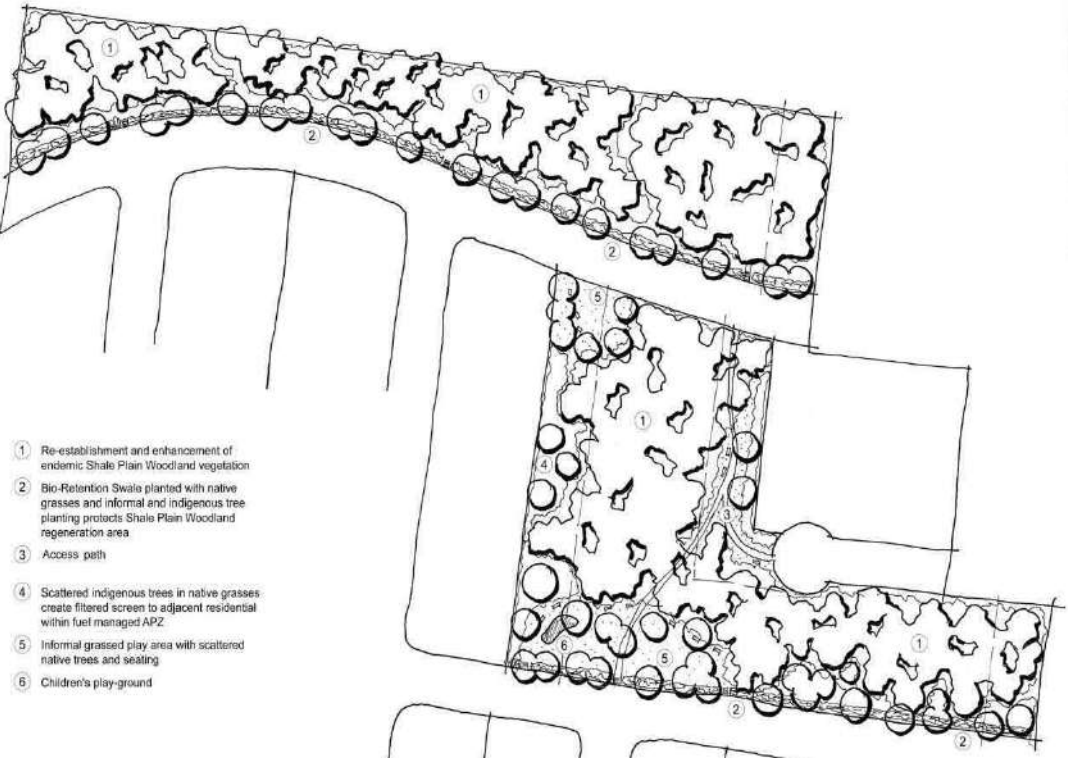 1
1
2
2
5
1
4
3
6
5
1
2
2
1 Re-establishment and enhancement of
endemic Shale Plain Woodland vegetation
2 Bio-Retention Swale planted with native
grasses and informal and indigenous tree
planting protects Shale Plain Woodland
regeneration area
3 Access path
4 Scattered indigenous trees in native grasses
create filtered screen to adjacent residential
within fuel managed APZ
5 Informal grassed play area with scattered
native trees and seating
6 Children's play-ground